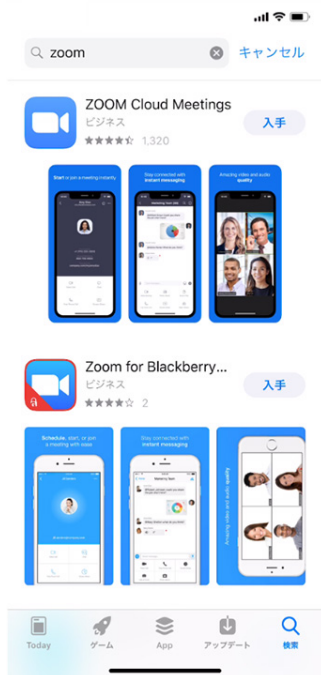 zoom
キャンセル
ZOOM Cloud Meetings
ビジネス
入手
1,320
Start or join a meeting instantly
Stay connected with
instant messaging
Amazing video and audio
quality
Zoom for Blackberry...
ビジネス
入手
2
Schedule, start, or join
a meeting with ease
Stay connected with
instant messaging
Amazing video and audio quality
Today
ゲーム
App
アップデート
検索